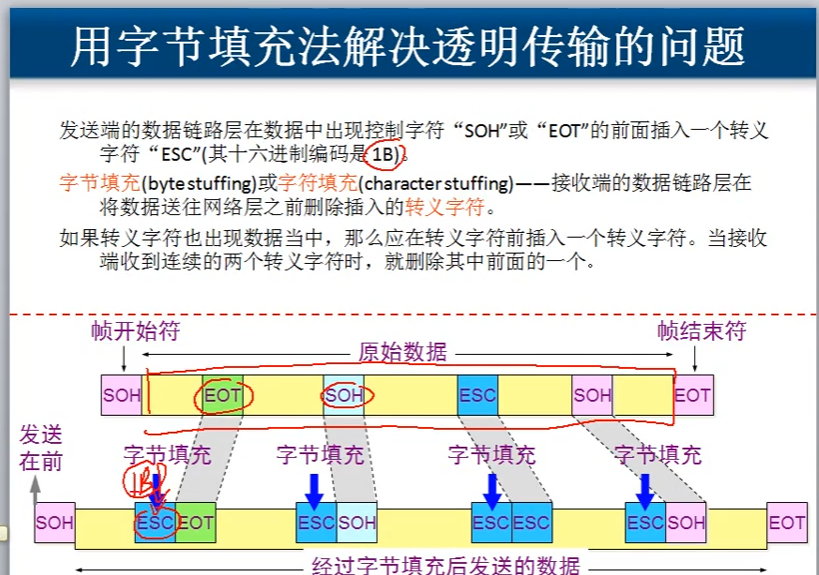 用字节填充法解决透明传输的问题
发送端的数据链路层在数据中出现控制字符“SOH”或“EOT”的前面插入一个转义
字符“ESC”(其十六进制编码是 1B)。
字节填充(byte stuffing)或字符填充(character stuffing)——接收端的数据链路层在
将数据送往网络层之前删除插入的转义字符。
如果转义字符也出现数据当中，那么应在转义字符前插入一个转义字符。当接收
端收到连续的两个转义字符时，就删除其中前面的一个。
帧开始符 帧结束符
原始数据
SOH EOT SOH ESC SOH EOT
发送
在前
字节填充 字节填充 字节填充 字节填充
1B
SOH ESC EOT ESC SOH ESC ESC ESC SOH EOT
经过字节填充后发送的数据